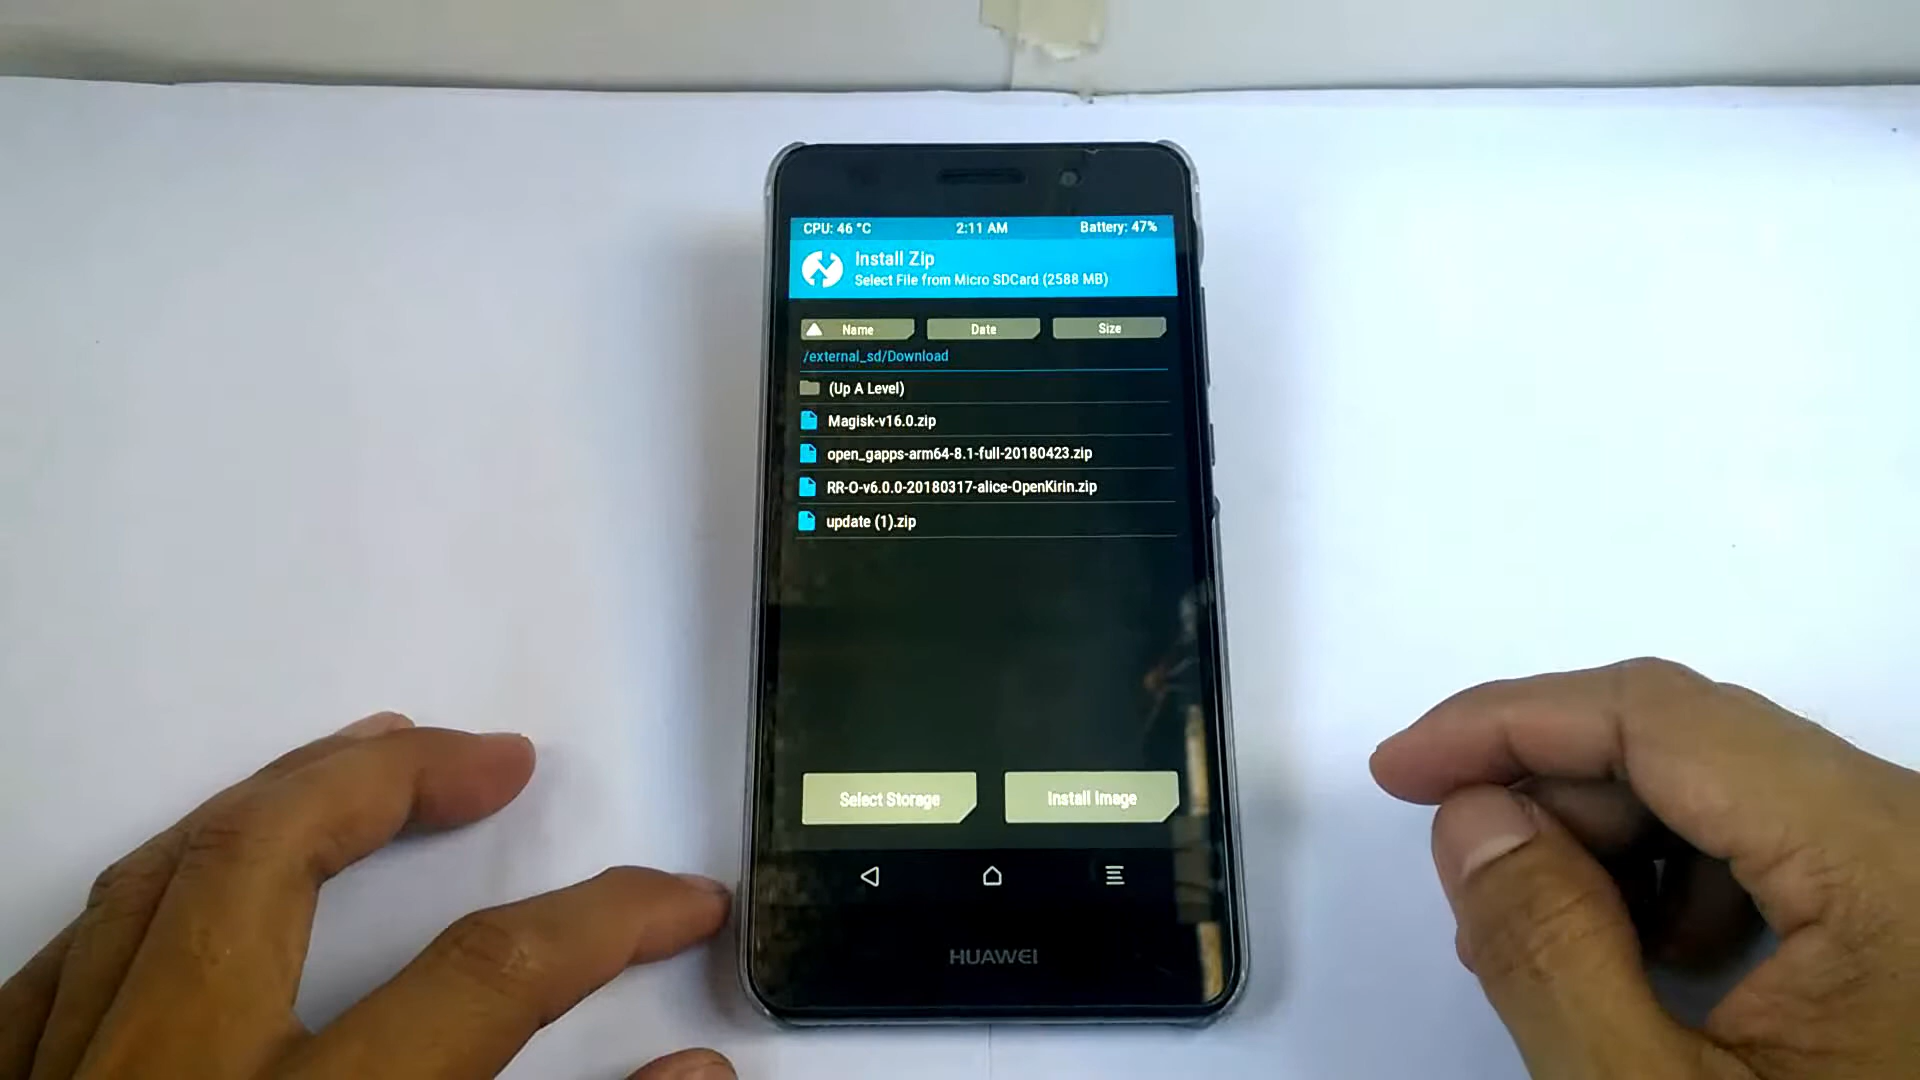 CPU: 46 °C 2:11 AM Battery: 47%
Install Zip
Select File from Micro SDCard (2588 MB)
Name Date Size
/external_sd/Download
(Up A Level)
Magisk-v16.0.zip
open_gapps-arm64-8.1-full-20180423.zip
RR-O-v6.0.0-20180317-alice-OpenKirin.zip
update (1).zip
Select Storage Install Image
HUAWEI